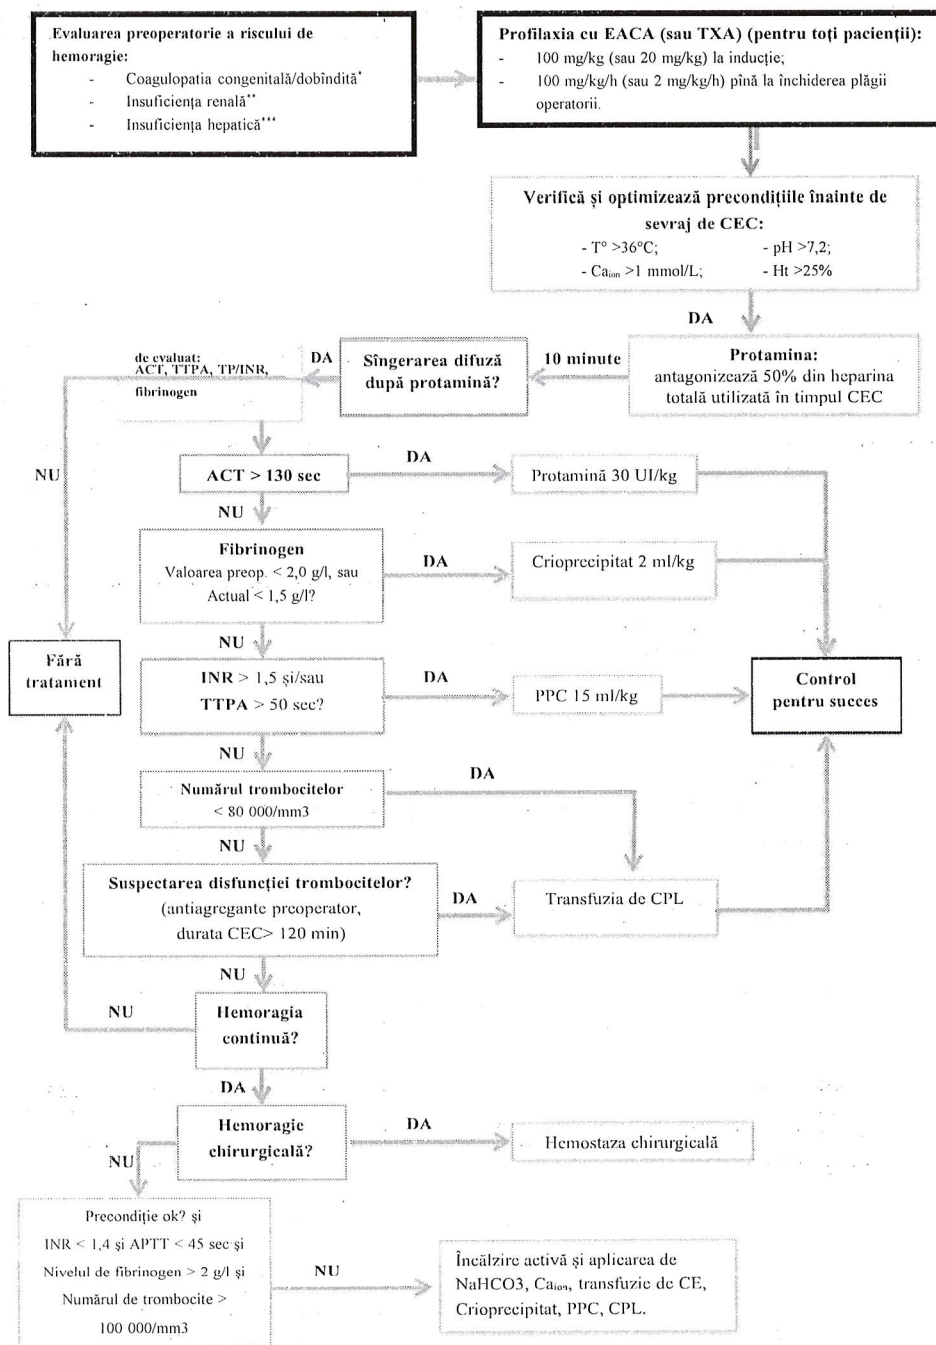 Evaluarea preoperatorie a riscului de
hemoragie:
- Coagulopatia congenitală/dobîndită*
- Insuficiența renală**
- Insuficiența hepatică***
Profilaxia cu EACA (sau TXA) (pentru toți pacienții):
- 100 mg/kg (sau 20 mg/kg) la inducție;
- 100 mg/kg/h (sau 2 mg/kg/h) pînă la închiderea plăgii
operatorii.
Verifică și optimizează precondițiile înainte de
sevraj de CEC:
- T° >36°C; - pH >7,2;
- Caion >1 mmol/L; - Ht >25%
DA
Protamina:
antagonizează 50% din heparina
totală utilizată în timpul CEC
10 minute
Sîngerarea difuză
după protamină?
DA
de evaluat:
ACT, TTPA, TP/INR,
fibrinogen
NU
ACT > 130 sec
DA
Protamină 30 UI/kg
NU
Fibrinogen
Valoarea preop. < 2,0 g/l, sau
Actual < 1,5 g/l?
DA
Crioprecipitat 2 ml/kg
NU
Fără
tratament
INR > 1,5 și/sau
TTPA > 50 sec?
DA
PPC 15 ml/kg
Control
pentru succes
NU
Numărul trombocitelor
< 80 000/mm3
DA
NU
Suspectarea disfuncției trombocitelor?
(antiagregante preoperator,
durata CEC> 120 min)
DA
Transfuzia de CPL
NU
Hemoragia
continuă?
NU
DA
Hemoragie
chirurgicală?
DA
Hemostaza chirurgicală
NU
Precondiție ok? și
INR < 1,4 și APTT < 45 sec și
Nivelul de fibrinogen > 2 g/l și
Numărul de trombocite >
100 000/mm3
NU
Încălzire activă și aplicarea de
NaHCO3, Caion, transfuzie de CE,
Crioprecipitat, PPC, CPL.